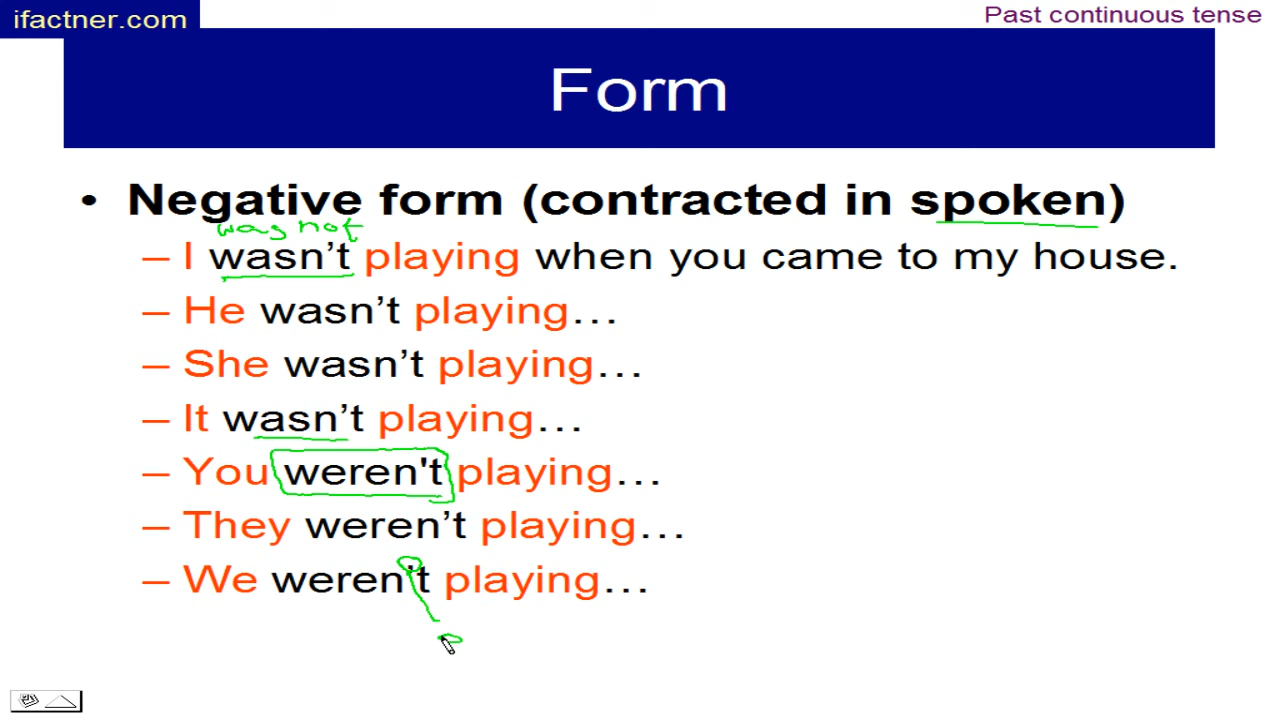 ifactner.com
Past continuous tense
Form
• Negative form (contracted in spoken)
was not
– I wasn’t playing when you came to my house.
– He wasn’t playing…
– She wasn’t playing…
– It wasn’t playing…
– You weren't playing…
– They weren’t playing…
– We weren’t playing…